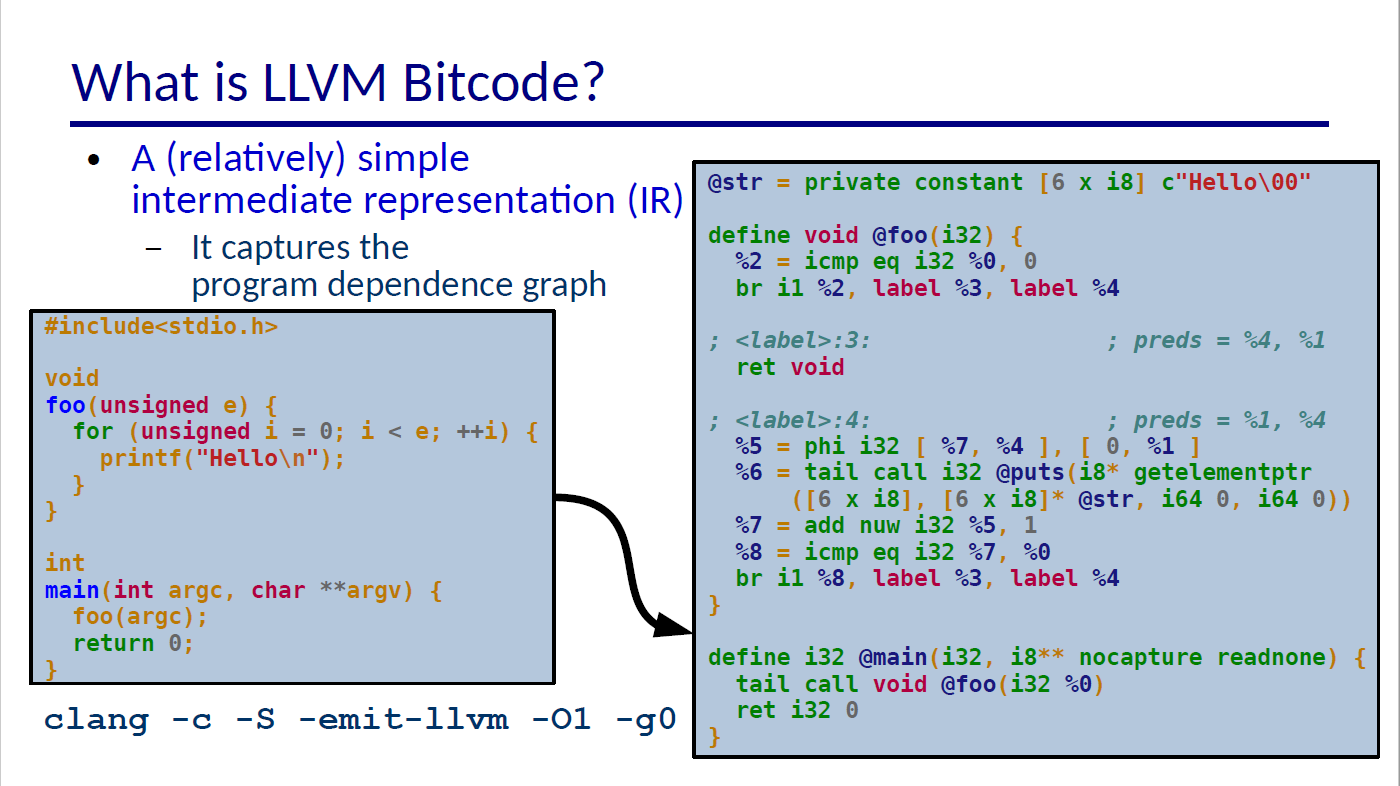 What is LLVM Bitcode?
• A (relatively) simple
intermediate representation (IR)
– It captures the
program dependence graph
#include<stdio.h>
void
foo(unsigned e) {
  for (unsigned i = 0; i < e; ++i) {
    printf("Hello\n");
  }
}
int
main(int argc, char **argv) {
  foo(argc);
  return 0;
}
clang -c -S -emit-llvm -O1 -g0
@str = private constant [6 x i8] c"Hello\00"
define void @foo(i32) {
  %2 = icmp eq i32 %0, 0
  br i1 %2, label %3, label %4
; <label>:3:                 ; preds = %4, %1
  ret void
; <label>:4:                 ; preds = %1, %4
  %5 = phi i32 [ %7, %4 ], [ 0, %1 ]
  %6 = tail call i32 @puts(i8* getelementptr
      ([6 x i8], [6 x i8]* @str, i64 0, i64 0))
  %7 = add nuw i32 %5, 1
  %8 = icmp eq i32 %7, %0
  br i1 %8, label %3, label %4
}
define i32 @main(i32, i8** nocapture readnone) {
  tail call void @foo(i32 %0)
  ret i32 0
}